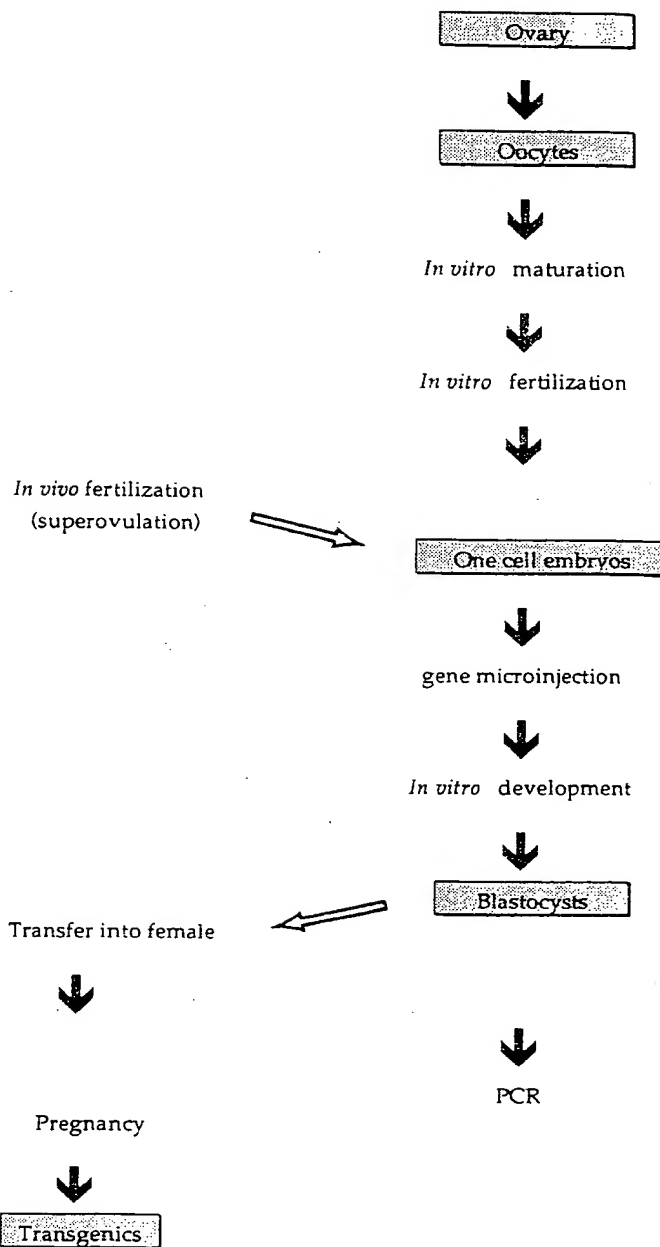 Ovary
Oocytes
In vitro maturation
In vitro fertilization
In vivo fertilization
(superovulation)
One cell embryos
gene microinjection
In vitro development
Blastocysts
Transfer into female
PCR
Pregnancy
Transgenics